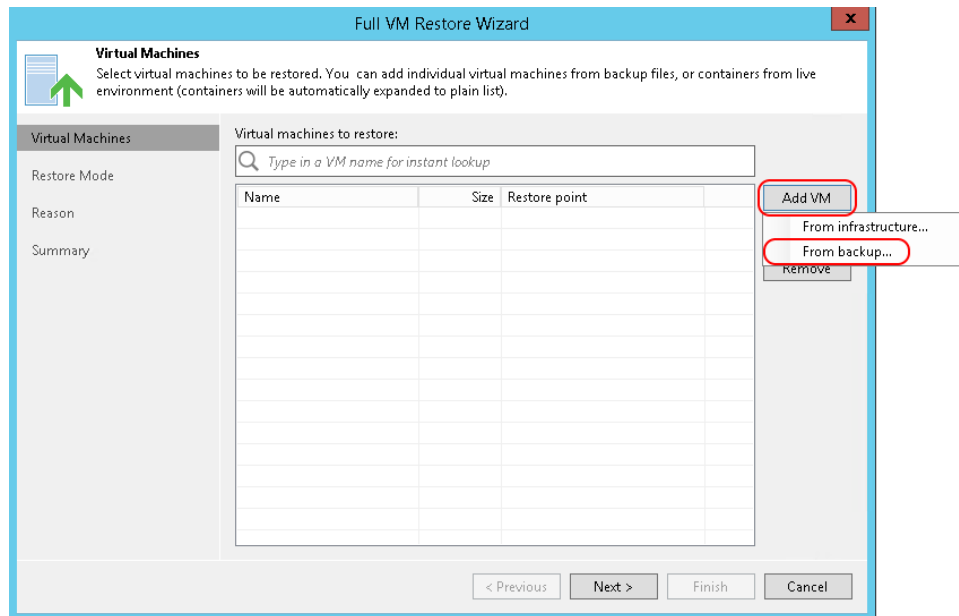 Full VM Restore Wizard
x
Virtual Machines
Select virtual machines to be restored. You can add individual virtual machines from backup files, or containers from live
environment (containers will be automatically expanded to plain list).
Virtual Machines
Restore Mode
Reason
Summary
Virtual machines to restore:
Type in a VM name for instant lookup
Name Size Restore point
Add VM
From infrastructure...
From backup...
Remove
< Previous Next > Finish Cancel